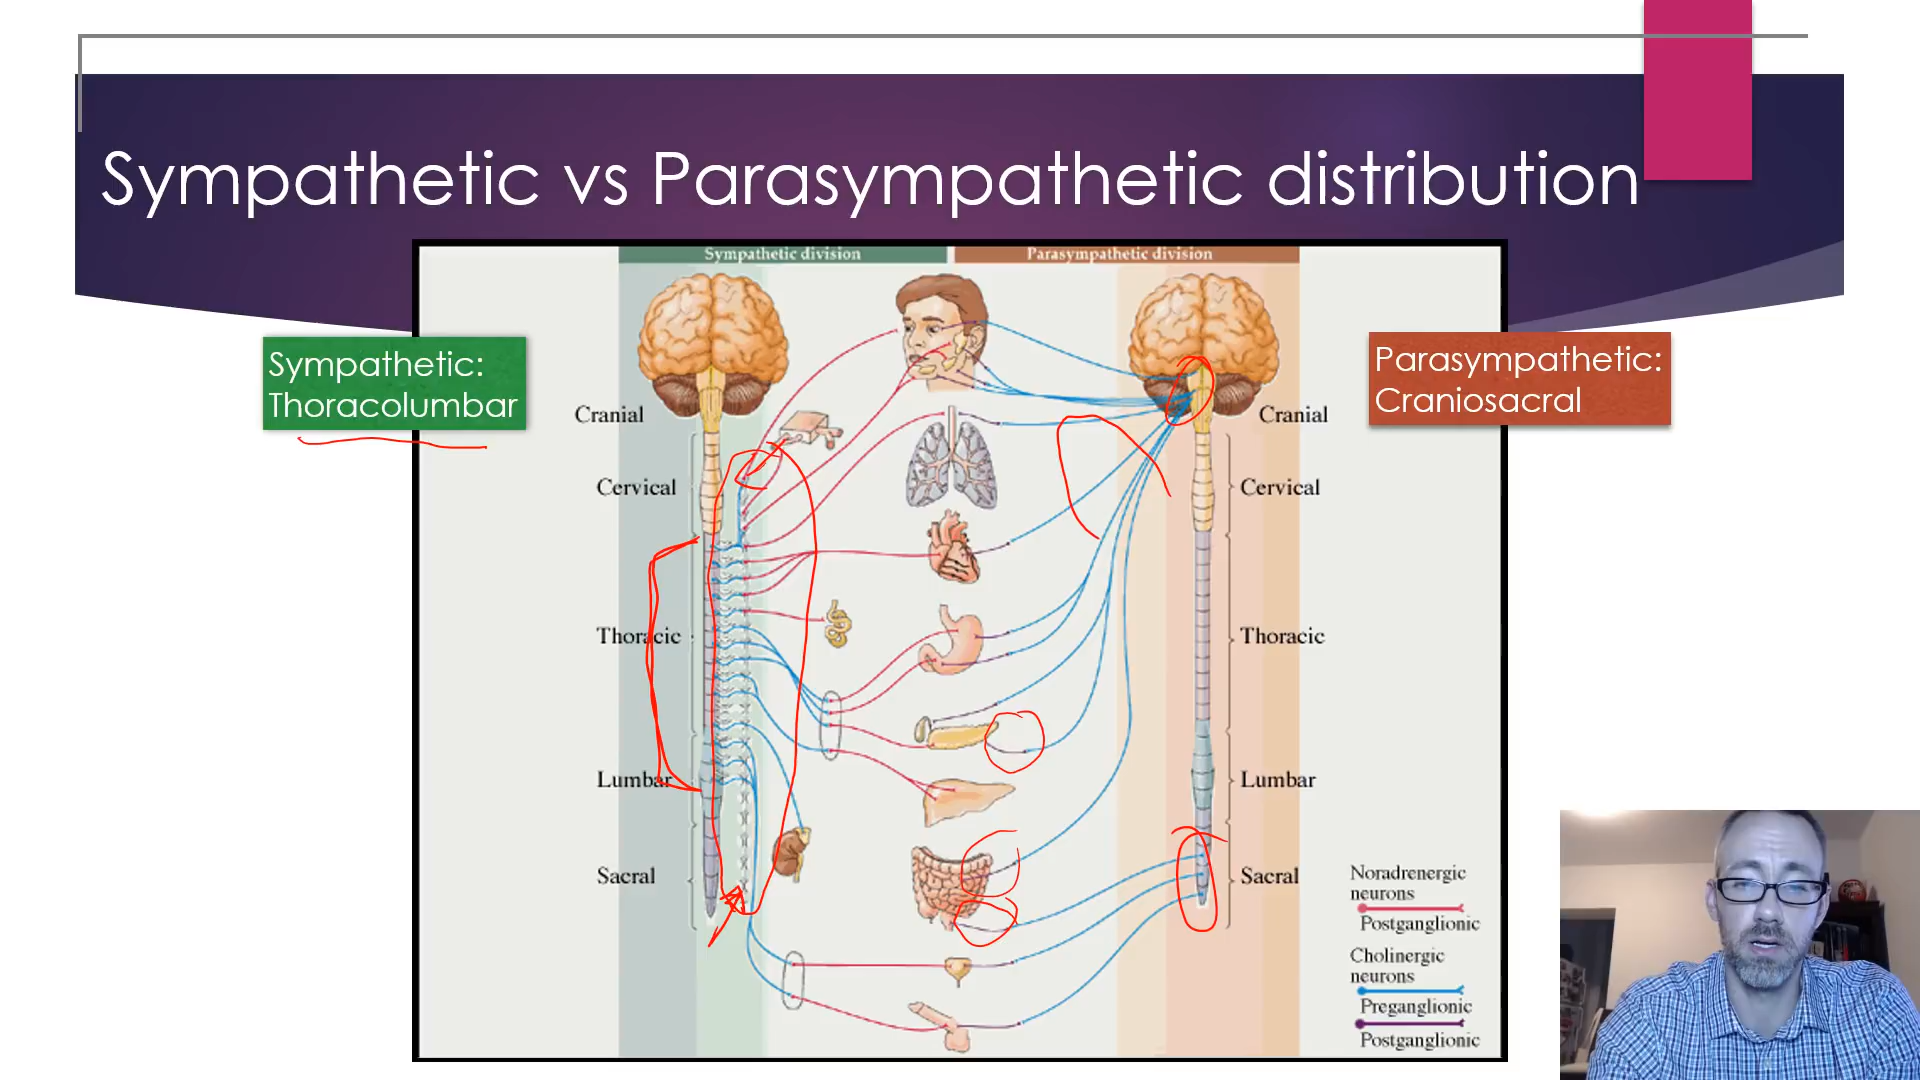 Sympathetic vs Parasympathetic distribution
Sympathetic division
Parasympathetic division
Sympathetic:
Thoracolumbar
Parasympathetic:
Craniosacral
Cranial
Cranial
Cervical
Cervical
Thoracic
Thoracic
Lumbar
Lumbar
Sacral
Sacral
Noradrenergic
neurons
Postganglionic
Cholinergic
neurons
Preganglionic
Postganglionic